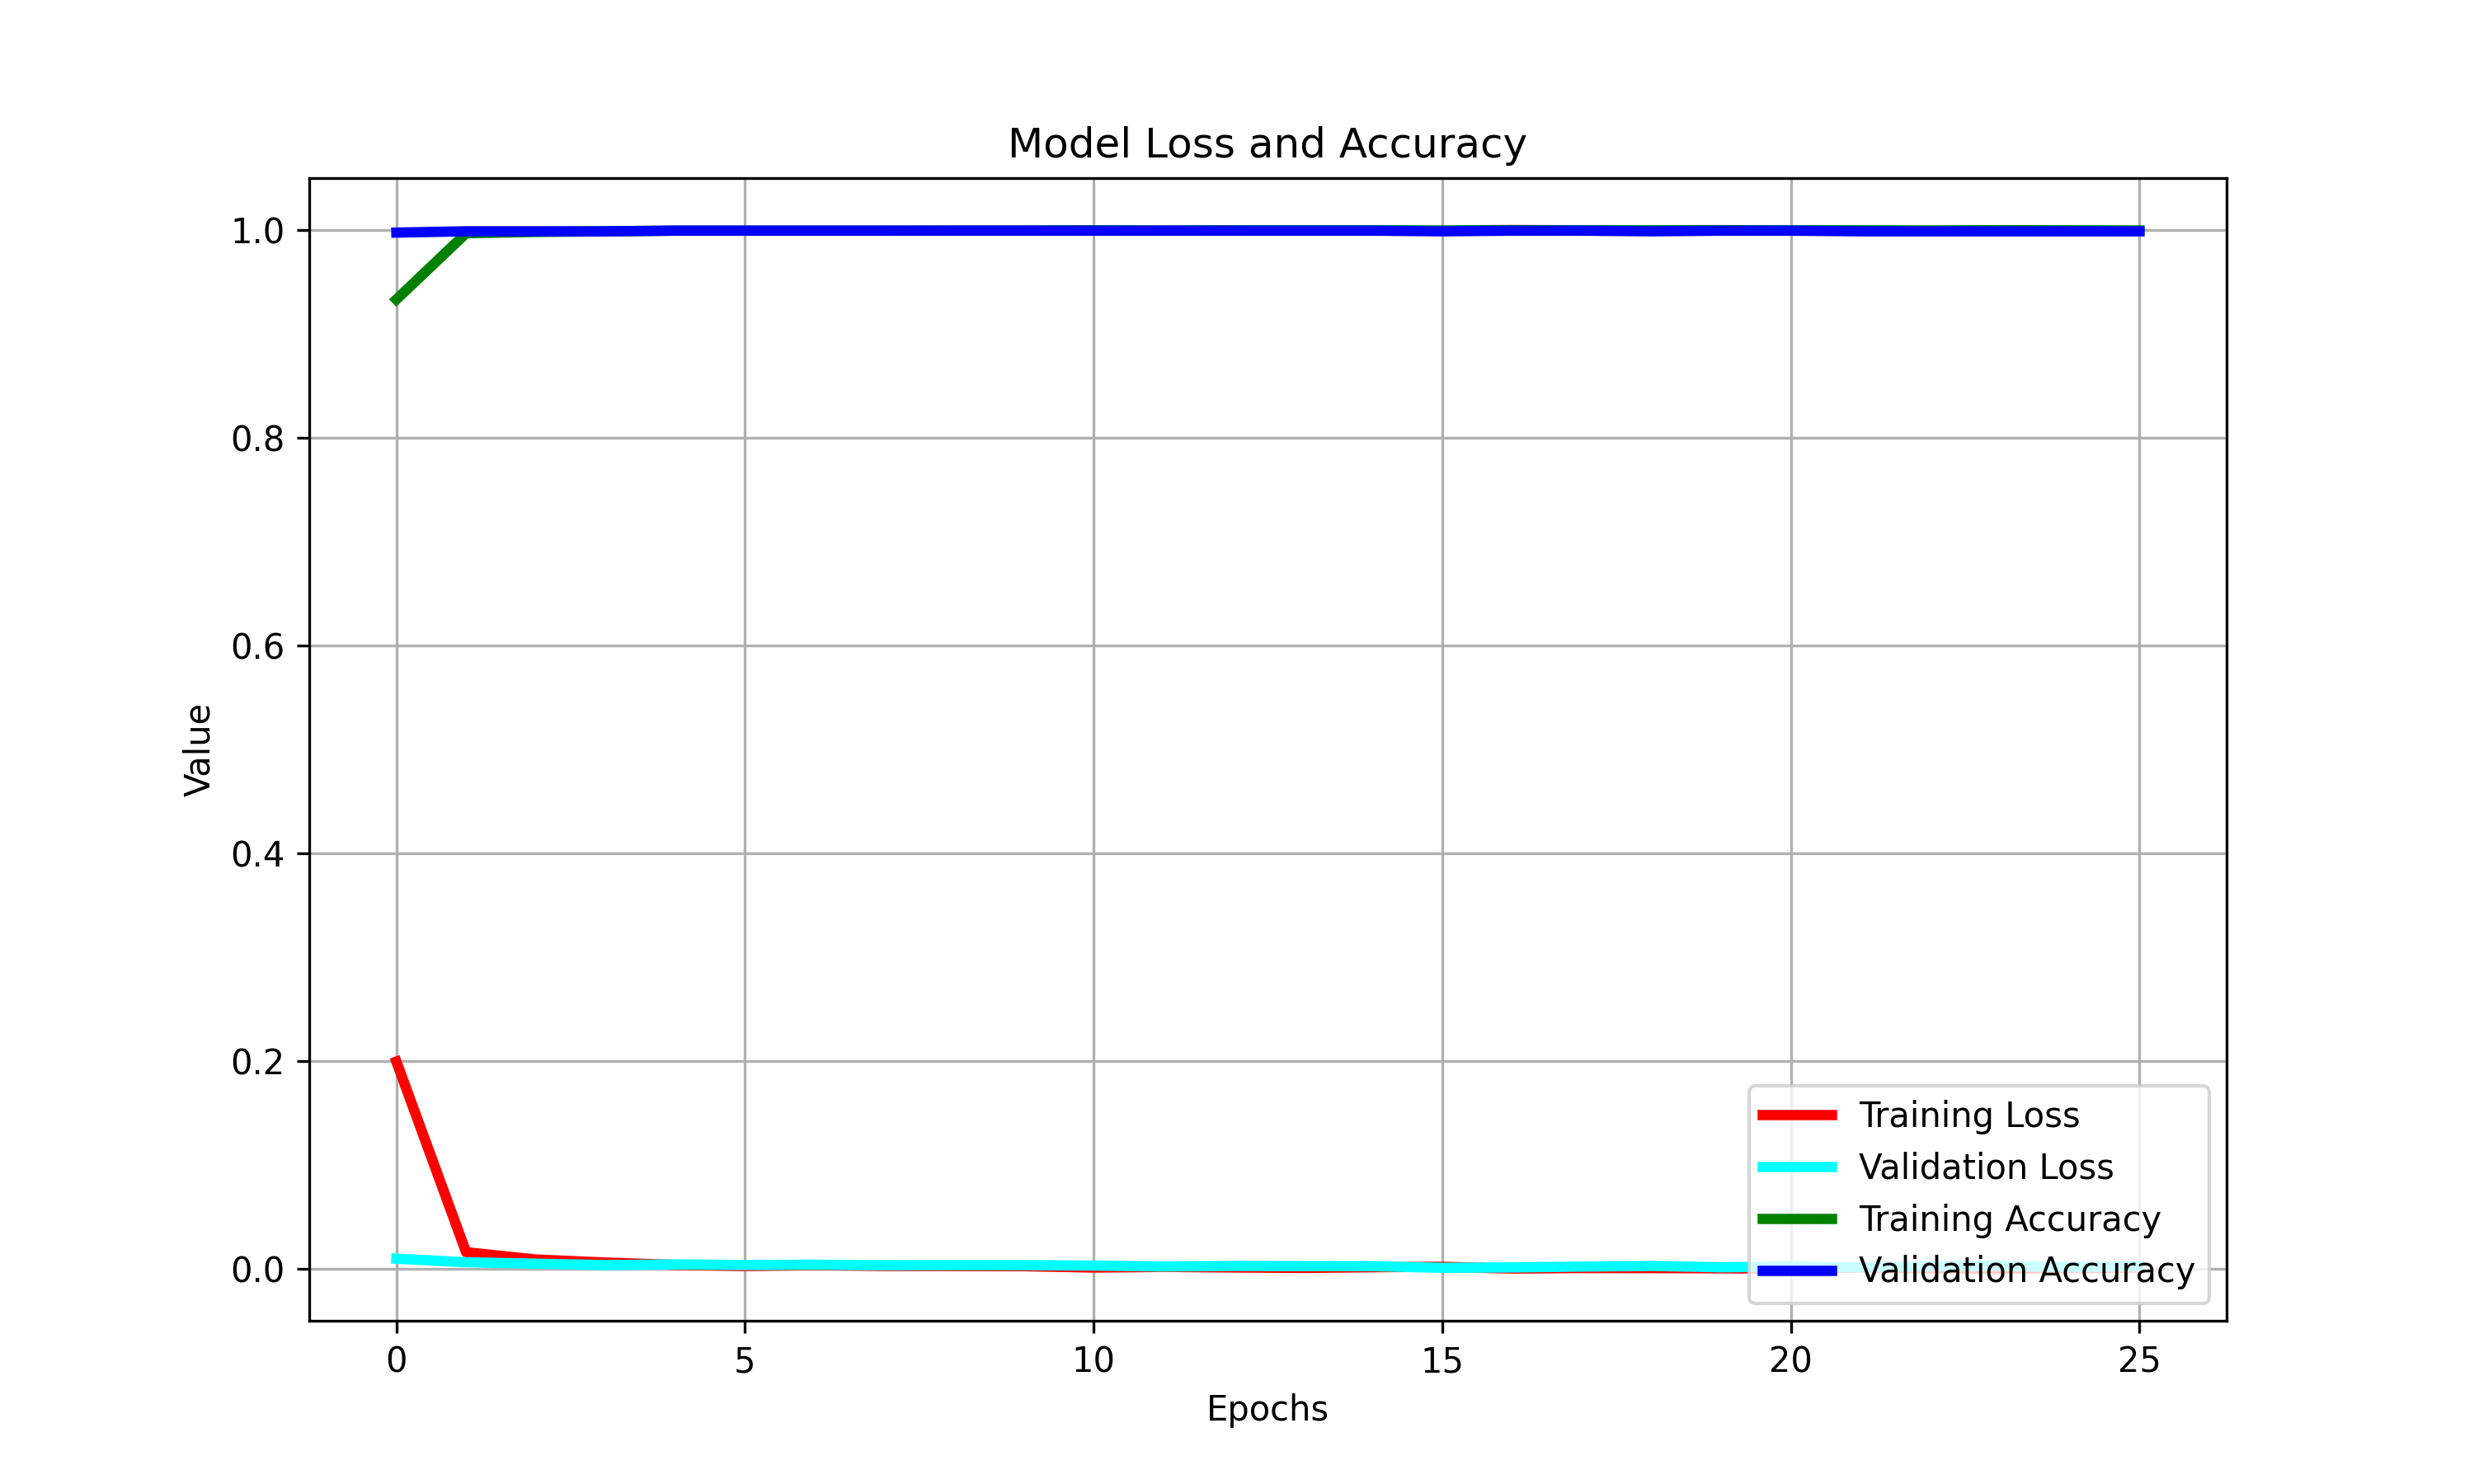 Model Loss and Accuracy
1.0
0.8
0.6
0.4
0.2
0.0
Value
0 5 10 15 20 25
Epochs
Training Loss
Validation Loss
Training Accuracy
Validation Accuracy